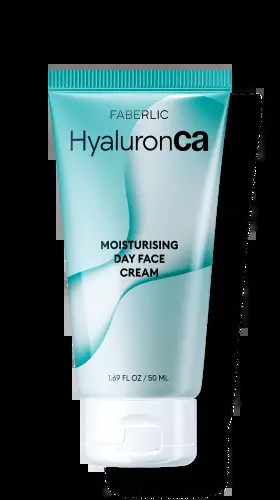 FABERLIC
HyaluronCa
MOISTURISING
DAY FACE
CREAM
1.69 FL OZ / 50 ML